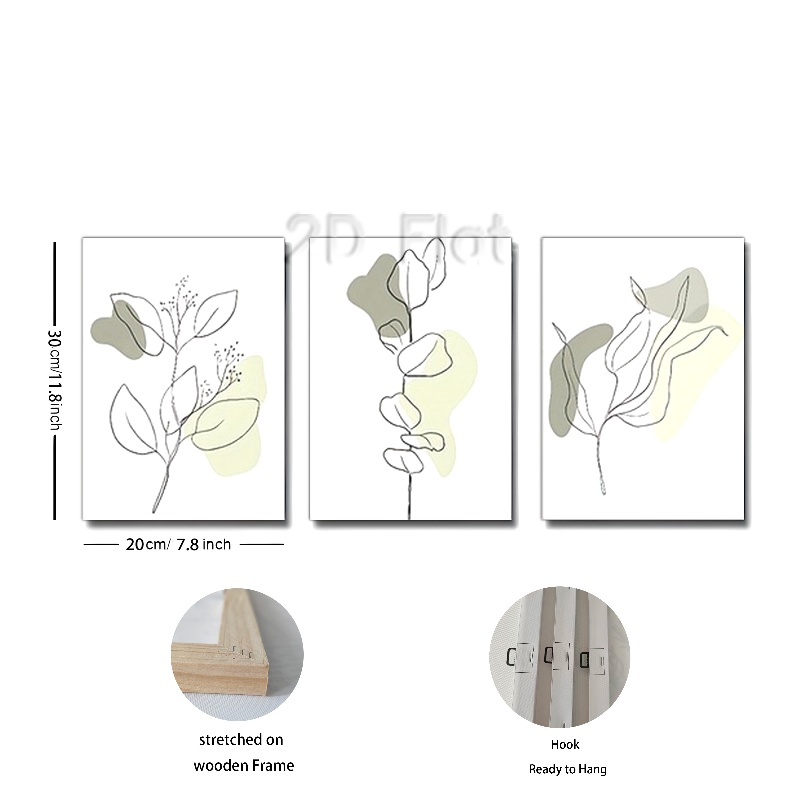 2D Flat
30cm/11.8inch
20cm/ 7.8 inch
stretched on
wooden Frame
Hook
Ready to Hang